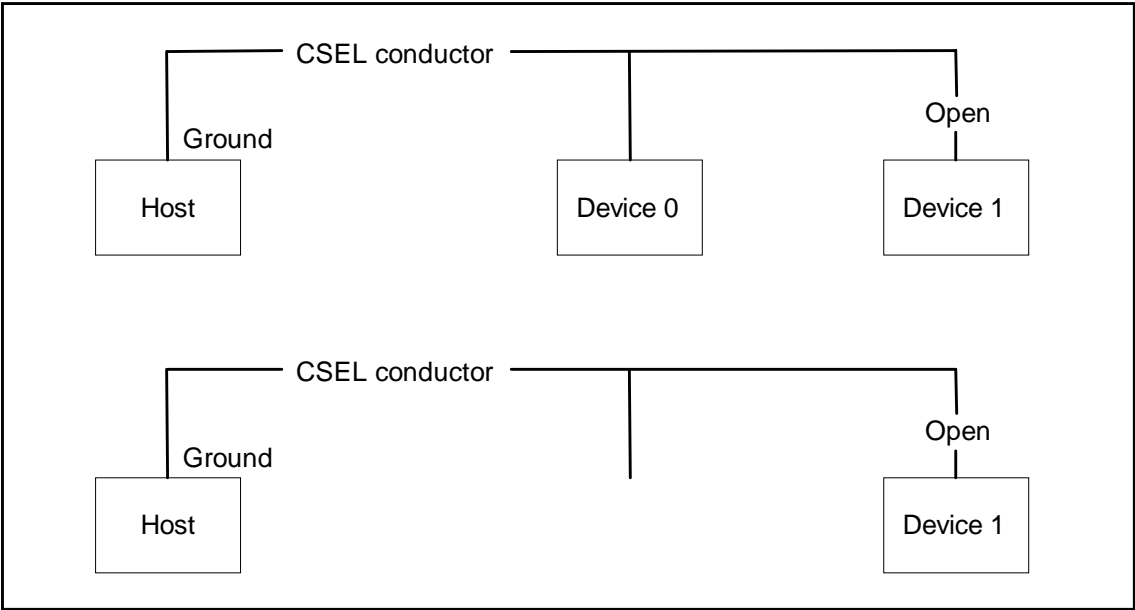 CSEL conductor
Open
Ground
Host
Device 0
Device 1
CSEL conductor
Open
Ground
Host
Device 1